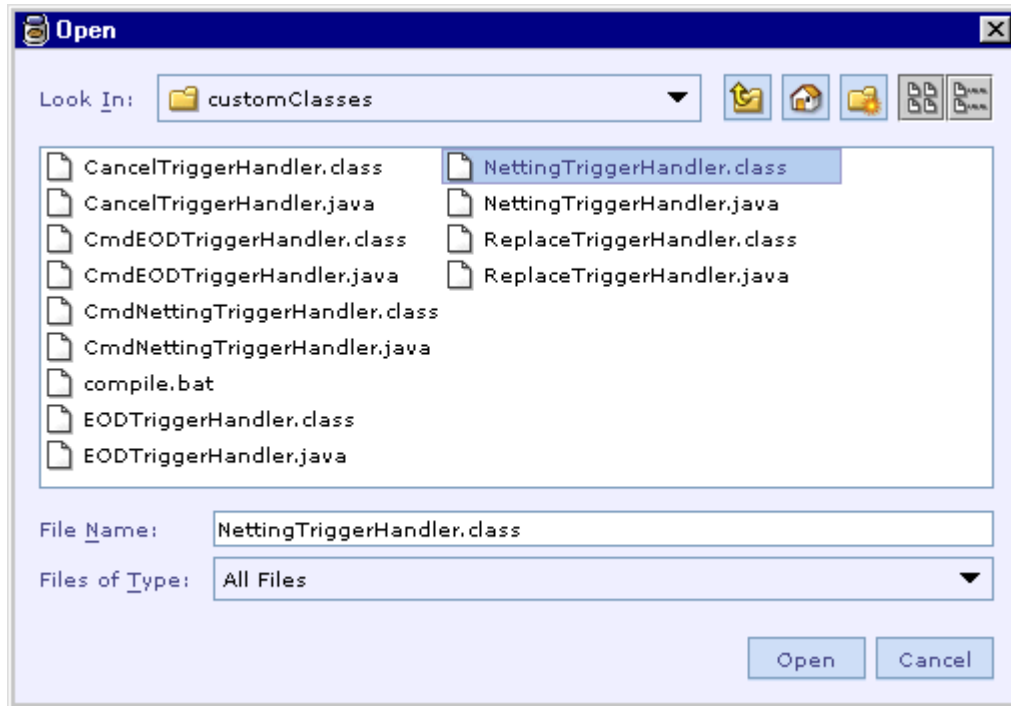 Open
Look In: customClasses
CancelTriggerHandler.class
CancelTriggerHandler.java
CmdEODTriggerHandler.class
CmdEODTriggerHandler.java
CmdNettingTriggerHandler.class
CmdNettingTriggerHandler.java
compile.bat
EODTriggerHandler.class
EODTriggerHandler.java
NettingTriggerHandler.class
NettingTriggerHandler.java
ReplaceTriggerHandler.class
ReplaceTriggerHandler.java
File Name: NettingTriggerHandler.class
Files of Type: All Files
Open Cancel